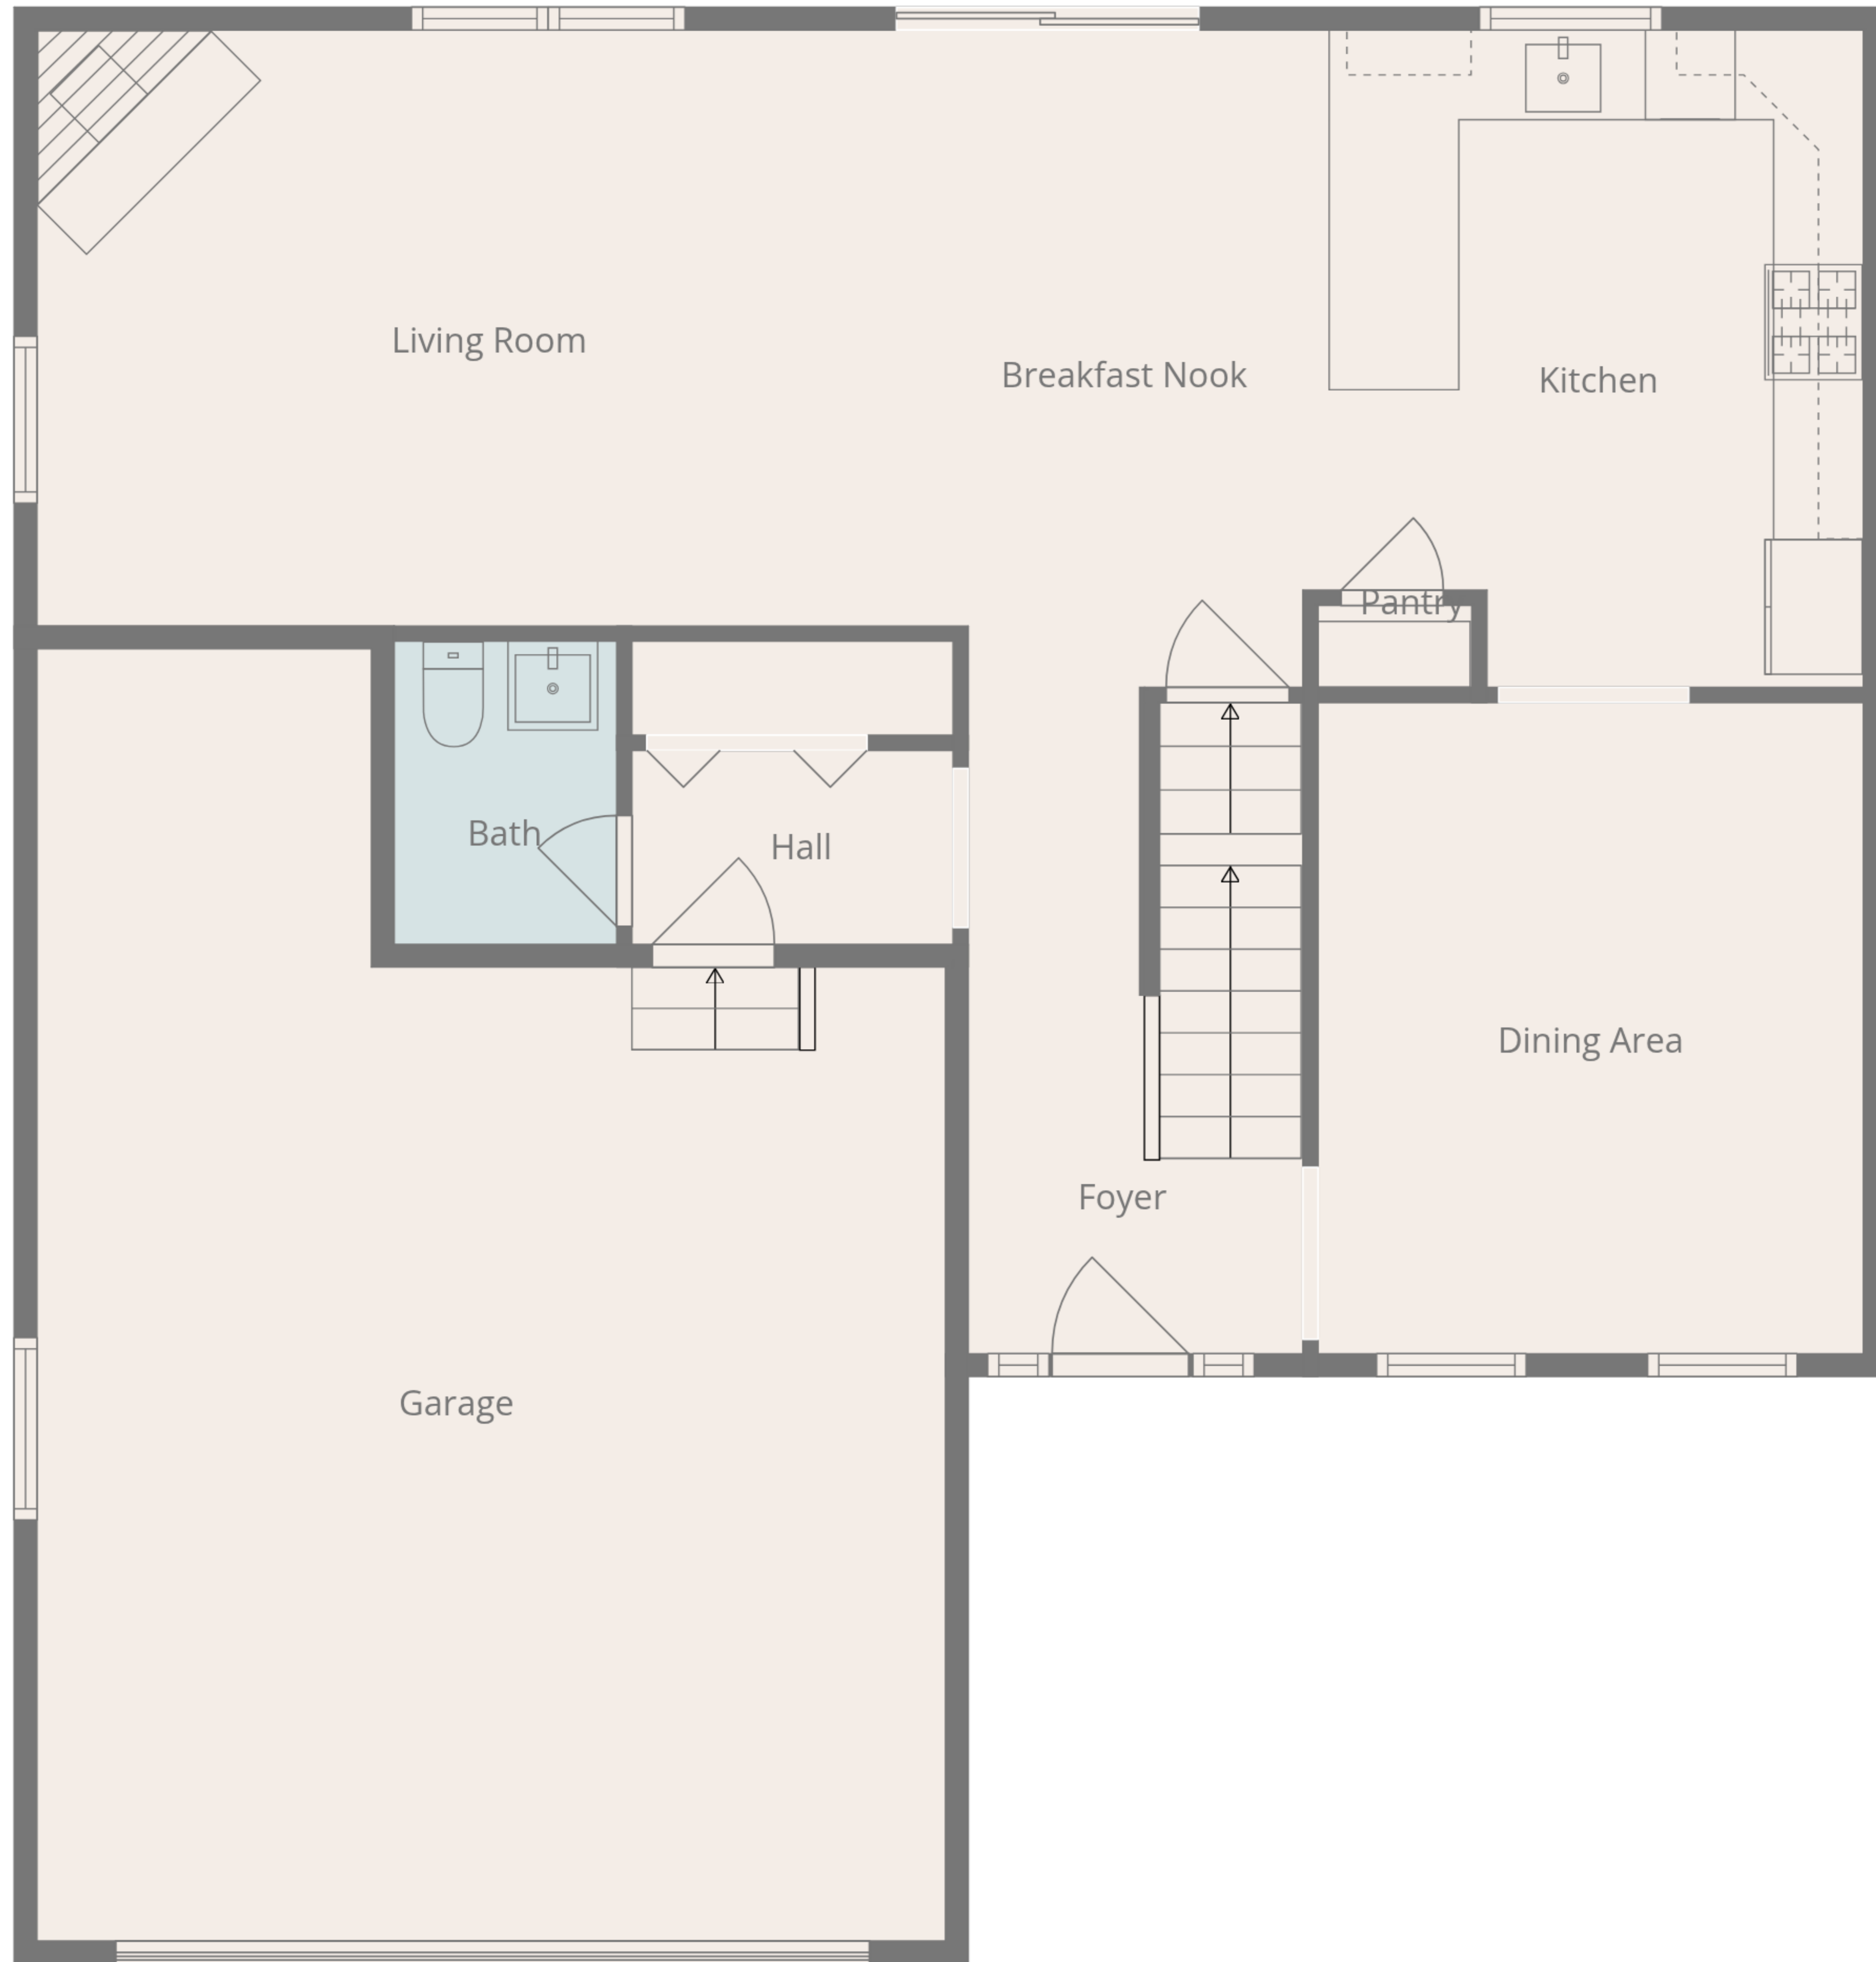 Living Room
Breakfast Nook
Kitchen
Pantry
Bath
Hall
Dining Area
Foyer
Garage